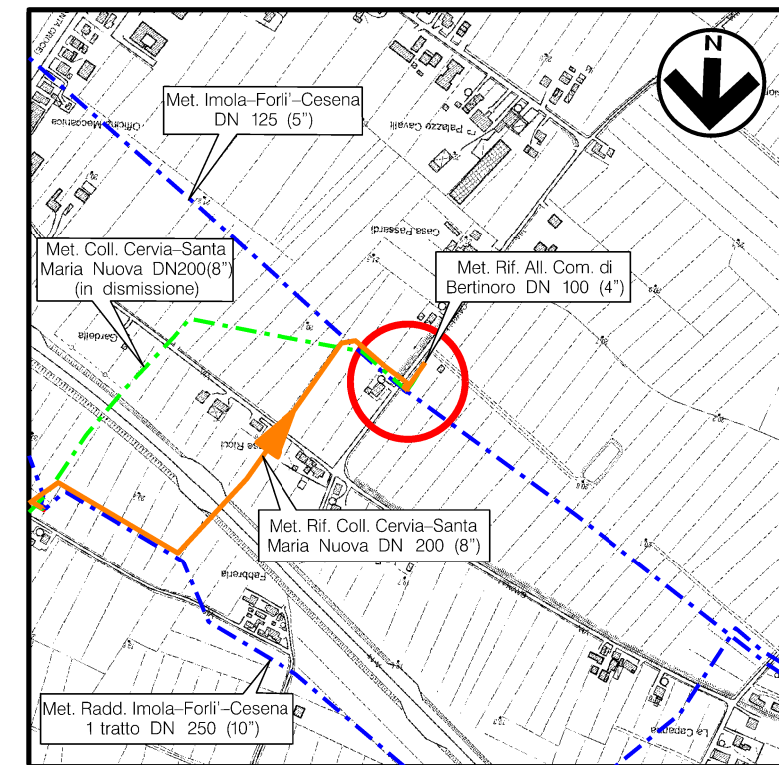 N
Met. Imola–Forli'–Cesena
DN 125 (5")
Officina Meccanica
Palazzo Cavalli
Casa Passardi
Met. Coll. Cervia–Santa
Maria Nuova DN200(8")
(in dismissione)
Met. Rif. All. Com. di
Bertinoro DN 100 (4")
Gardella
Ricci
Met. Rif. Coll. Cervia–Santa
Maria Nuova DN 200 (8")
Fabbreria
Met. Radd. Imola–Forli'–Cesena
1 tratto DN 250 (10")
La Capanna